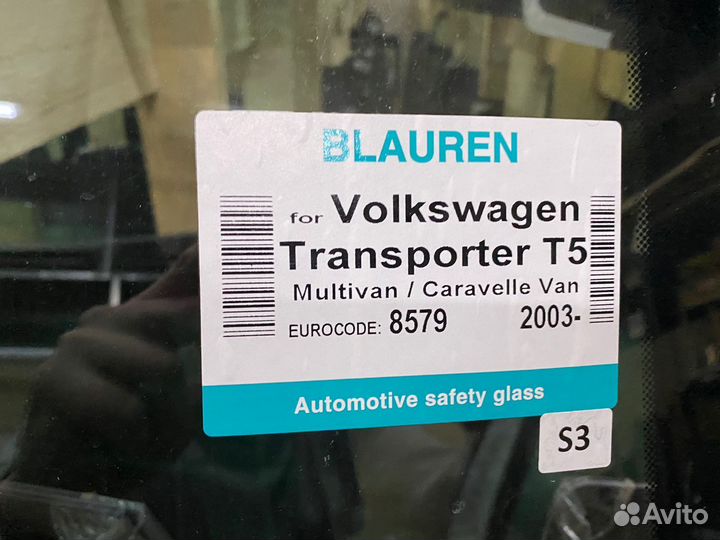 BLAUREN
for Volkswagen
Transporter T5
Multivan / Caravelle Van
EUROCODE: 8579 2003-
Automotive safety glass
S3
Avito